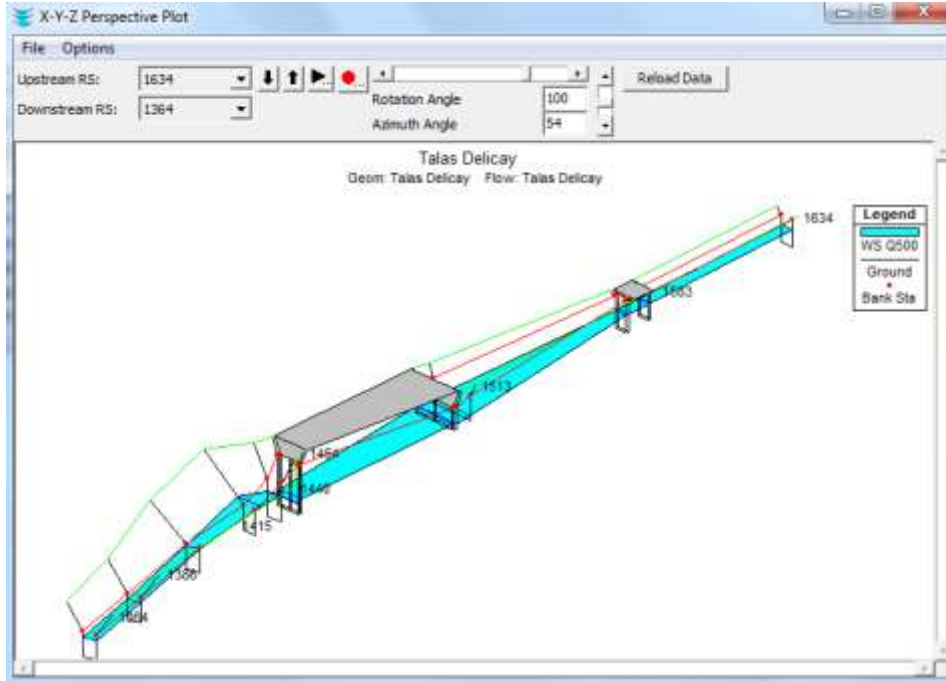 X-Y-Z Perspective Plot
File Options
Upstream RS: 1634
Downstream RS: 1364
Rotation Angle 100
Azimuth Angle 54
Reload Data
Talas Delicay
Geom: Talas Delicay Flow: Talas Delicay
1634
1513
1415
1386
1364
Legend
WS Q500
Ground
Bank Sta